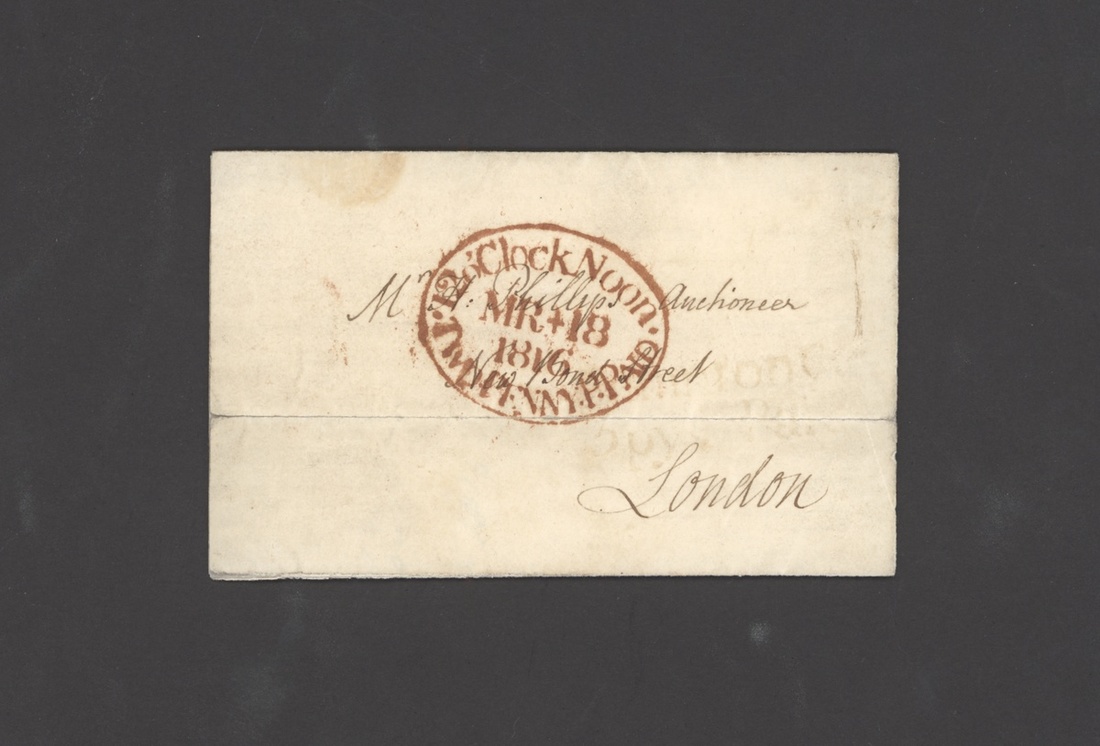 12 o'Clock Noon
Mr. H. Phillips Auctioneer
MR+18
1816
New Bond Street
TWOPENNY.P.PAID
London